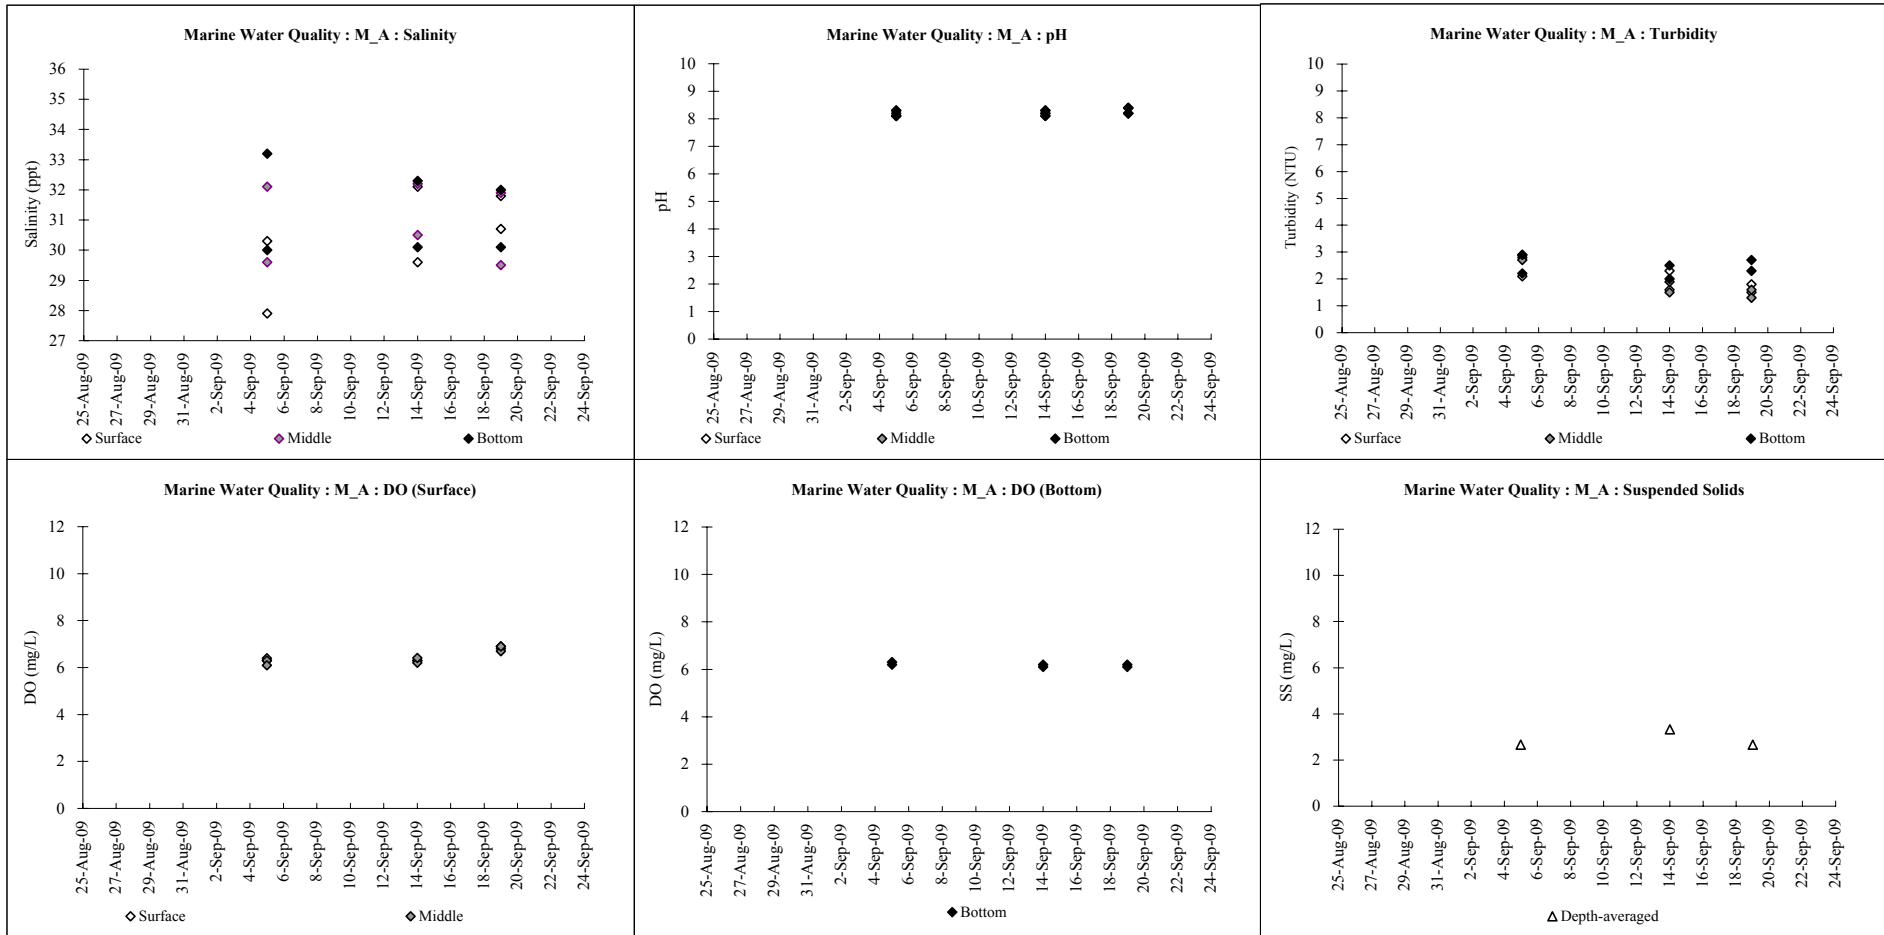 Marine Water Quality : M_A : Salinity
Salinity (ppt)
36
35
34
33
32
31
30
29
28
27
25-Aug-09
27-Aug-09
29-Aug-09
31-Aug-09
2-Sep-09
4-Sep-09
6-Sep-09
8-Sep-09
10-Sep-09
12-Sep-09
14-Sep-09
16-Sep-09
18-Sep-09
20-Sep-09
22-Sep-09
24-Sep-09
Surface Middle Bottom
Marine Water Quality : M_A : pH
pH
10
9
8
7
6
5
4
3
2
1
0
25-Aug-09
27-Aug-09
29-Aug-09
31-Aug-09
2-Sep-09
4-Sep-09
6-Sep-09
8-Sep-09
10-Sep-09
12-Sep-09
14-Sep-09
16-Sep-09
18-Sep-09
20-Sep-09
22-Sep-09
24-Sep-09
Surface Middle Bottom
Marine Water Quality : M_A : Turbidity
Turbidity (NTU)
10
9
8
7
6
5
4
3
2
1
0
25-Aug-09
27-Aug-09
29-Aug-09
31-Aug-09
2-Sep-09
4-Sep-09
6-Sep-09
8-Sep-09
10-Sep-09
12-Sep-09
14-Sep-09
16-Sep-09
18-Sep-09
20-Sep-09
22-Sep-09
24-Sep-09
Surface Middle Bottom
Marine Water Quality : M_A : DO (Surface)
DO (mg/L)
12
10
8
6
4
2
0
25-Aug-09
27-Aug-09
29-Aug-09
31-Aug-09
2-Sep-09
4-Sep-09
6-Sep-09
8-Sep-09
10-Sep-09
12-Sep-09
14-Sep-09
16-Sep-09
18-Sep-09
20-Sep-09
22-Sep-09
24-Sep-09
Surface Middle
Marine Water Quality : M_A : DO (Bottom)
DO (mg/L)
12
10
8
6
4
2
0
25-Aug-09
27-Aug-09
29-Aug-09
31-Aug-09
2-Sep-09
4-Sep-09
6-Sep-09
8-Sep-09
10-Sep-09
12-Sep-09
14-Sep-09
16-Sep-09
18-Sep-09
20-Sep-09
22-Sep-09
24-Sep-09
Bottom
Marine Water Quality : M_A : Suspended Solids
SS (mg/L)
12
10
8
6
4
2
0
25-Aug-09
27-Aug-09
29-Aug-09
31-Aug-09
2-Sep-09
4-Sep-09
6-Sep-09
8-Sep-09
10-Sep-09
12-Sep-09
14-Sep-09
16-Sep-09
18-Sep-09
20-Sep-09
22-Sep-09
24-Sep-09
Depth-averaged